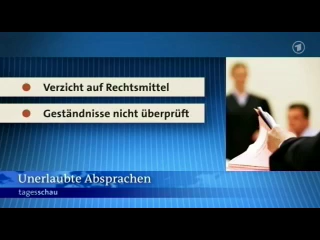 Verzicht auf Rechtsmittel
Geständnisse nicht überprüft
Unerlaubte Absprachen
tagesschau